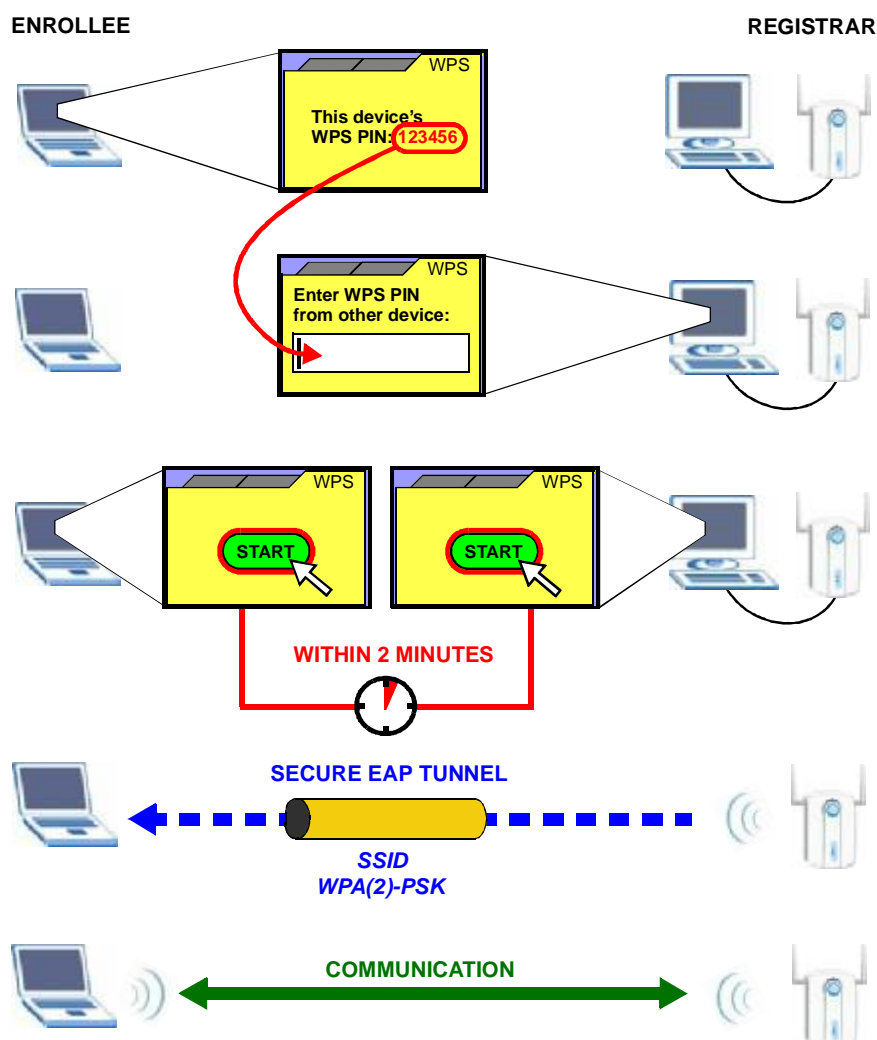 ENROLLEE
REGISTRAR
WPS
This device's
WPS PIN: 123456
WPS
Enter WPS PIN
from other device:
WPS
START
WPS
START
WITHIN 2 MINUTES
SECURE EAP TUNNEL
SSID
WPA(2)-PSK
COMMUNICATION